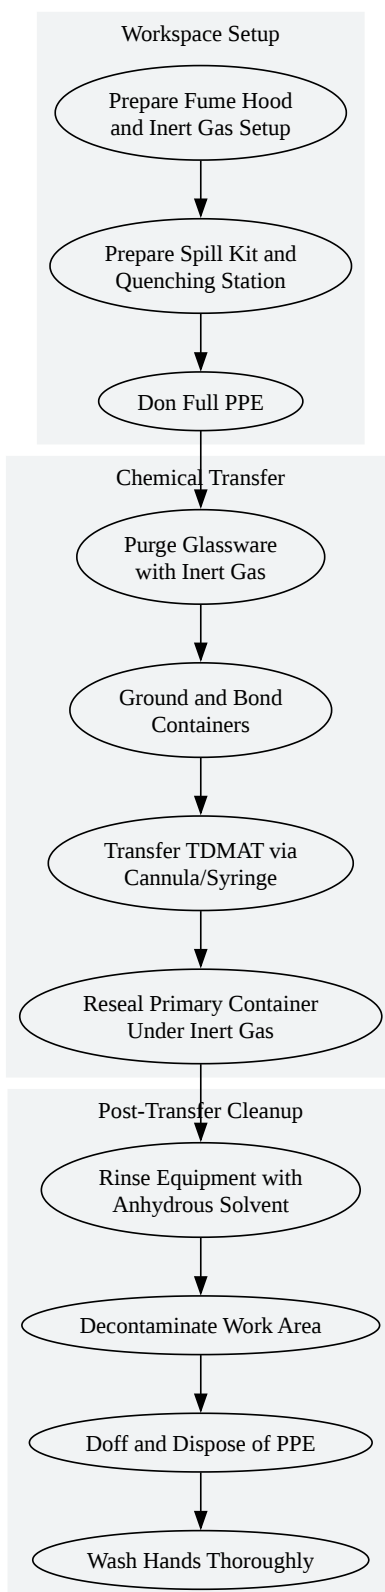 Workspace Setup
Prepare Fume Hood
and Inert Gas Setup
Prepare Spill Kit and
Quenching Station
Don Full PPE
Chemical Transfer
Purge Glassware
with Inert Gas
Ground and Bond
Containers
Transfer TDMAT via
Cannula/Syringe
Reseal Primary Container
Under Inert Gas
Post-Transfer Cleanup
Rinse Equipment with
Anhydrous Solvent
Decontaminate Work Area
Doff and Dispose of PPE
Wash Hands Thoroughly